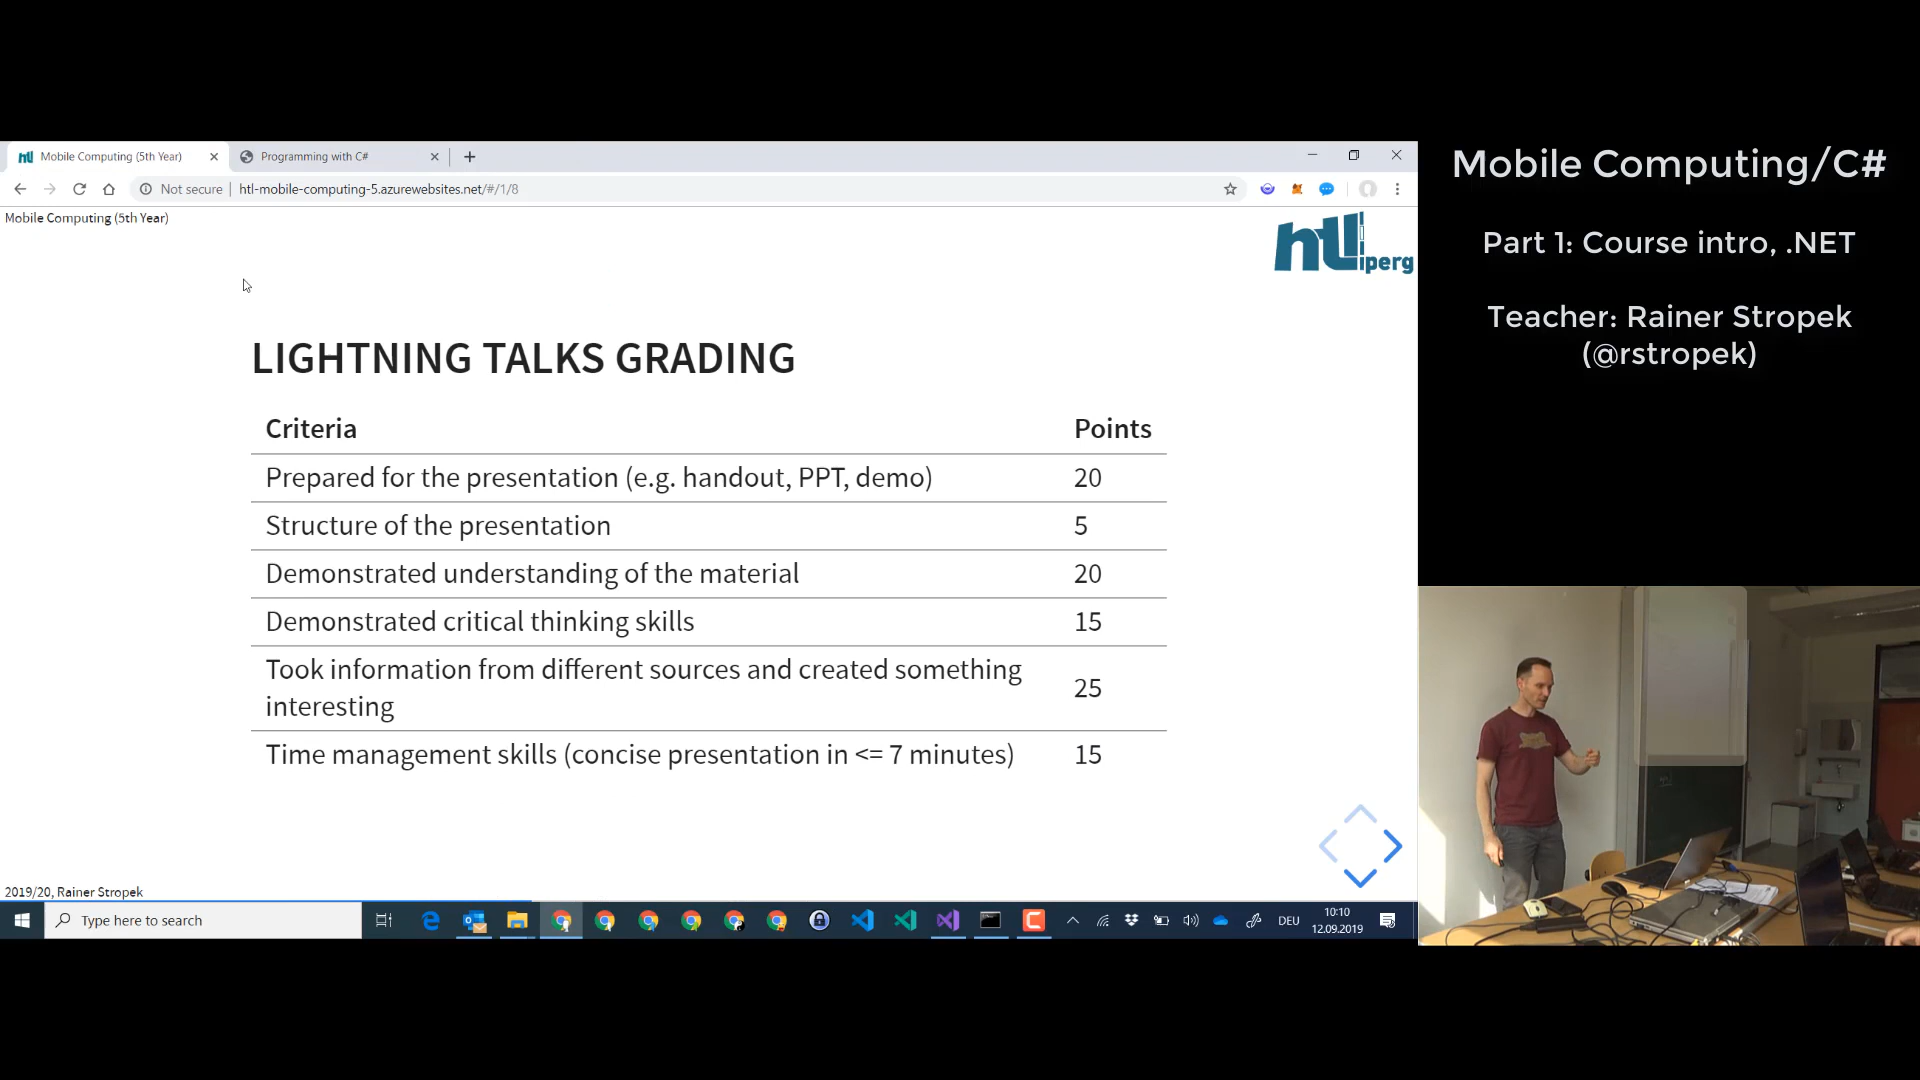 Mobile Computing (5th Year)
Programming with C#
Not secure
htl-mobile-computing-5.azurewebsites.net/#/1/8
Mobile Computing (5th Year)
htl
perg
LIGHTNING TALKS GRADING
Criteria Points
Prepared for the presentation (e.g. handout, PPT, demo) 20
Structure of the presentation 5
Demonstrated understanding of the material 20
Demonstrated critical thinking skills 15
Took information from different sources and created something
interesting 25
Time management skills (concise presentation in <= 7 minutes) 15
2019/20, Rainer Stropek
Type here to search
DEU
10:10
12.09.2019
Mobile Computing/C#
Part 1: Course intro, .NET
Teacher: Rainer Stropek
(@rstropek)